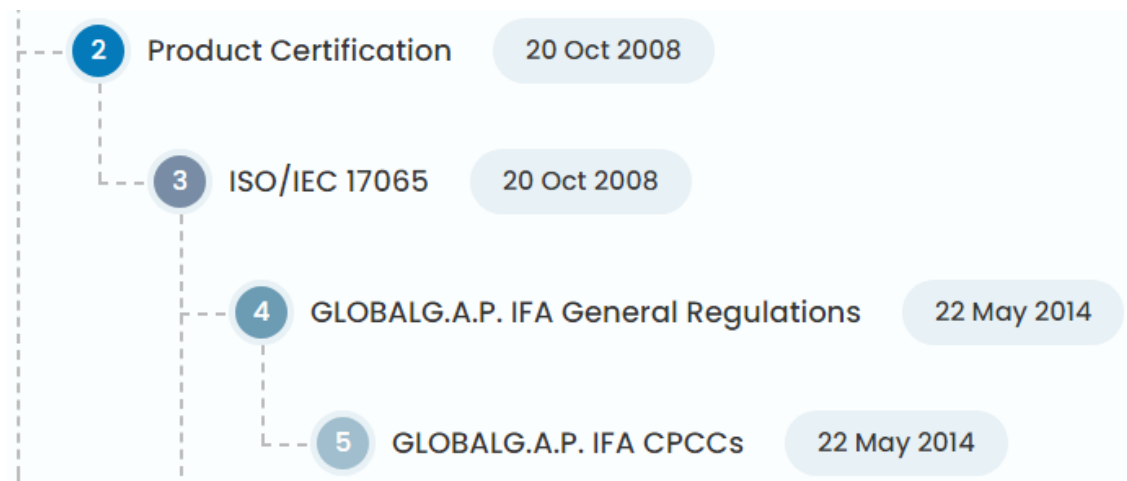 2 Product Certification 20 Oct 2008
3 ISO/IEC 17065 20 Oct 2008
4 GLOBALG.A.P. IFA General Regulations 22 May 2014
5 GLOBALG.A.P. IFA CPCCs 22 May 2014